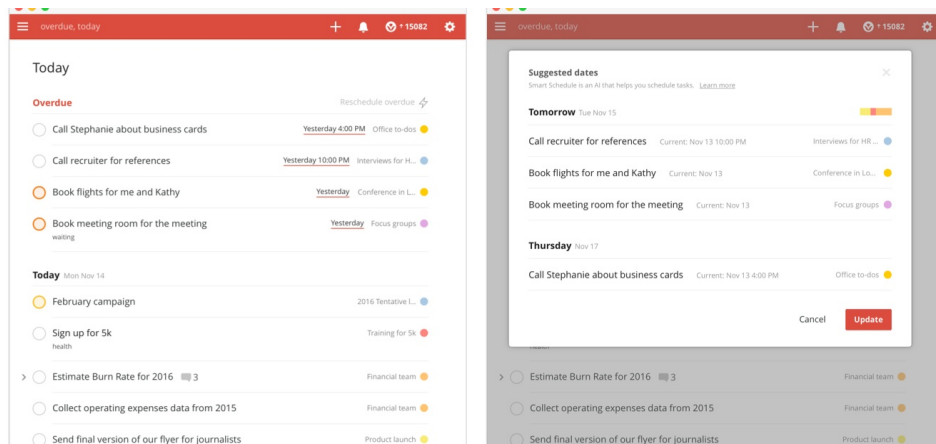 overdue, today
15082
Today
Overdue
Reschedule overdue
Call Stephanie about business cards
Yesterday 4:00 PM
Office to-dos
Call recruiter for references
Yesterday 10:00 PM
Interviews for H...
Book flights for me and Kathy
Yesterday
Conference in L...
Book meeting room for the meeting
Yesterday
Focus groups
waiting
Today Mon Nov 14
February campaign
2016 Tentative l...
Sign up for 5k
Training for 5k
health
Estimate Burn Rate for 2016
3
Financial team
Collect operating expenses data from 2015
Financial team
Send final version of our flyer for journalists
Product launch
overdue, today
15082
Suggested dates
Smart Schedule is an AI that helps you schedule tasks. Learn more
Tomorrow Tue Nov 15
Call recruiter for references
Current: Nov 13 10:00 PM
Interviews for HR ...
Book flights for me and Kathy
Current: Nov 13
Conference in Lo...
Book meeting room for the meeting
Current: Nov 13
Focus groups
Thursday Nov 17
Call Stephanie about business cards
Current: Nov 13 4:00 PM
Office to-dos
Cancel
Update
health
Estimate Burn Rate for 2016
3
Financial team
Collect operating expenses data from 2015
Financial team
Send final version of our flyer for journalists
Product launch